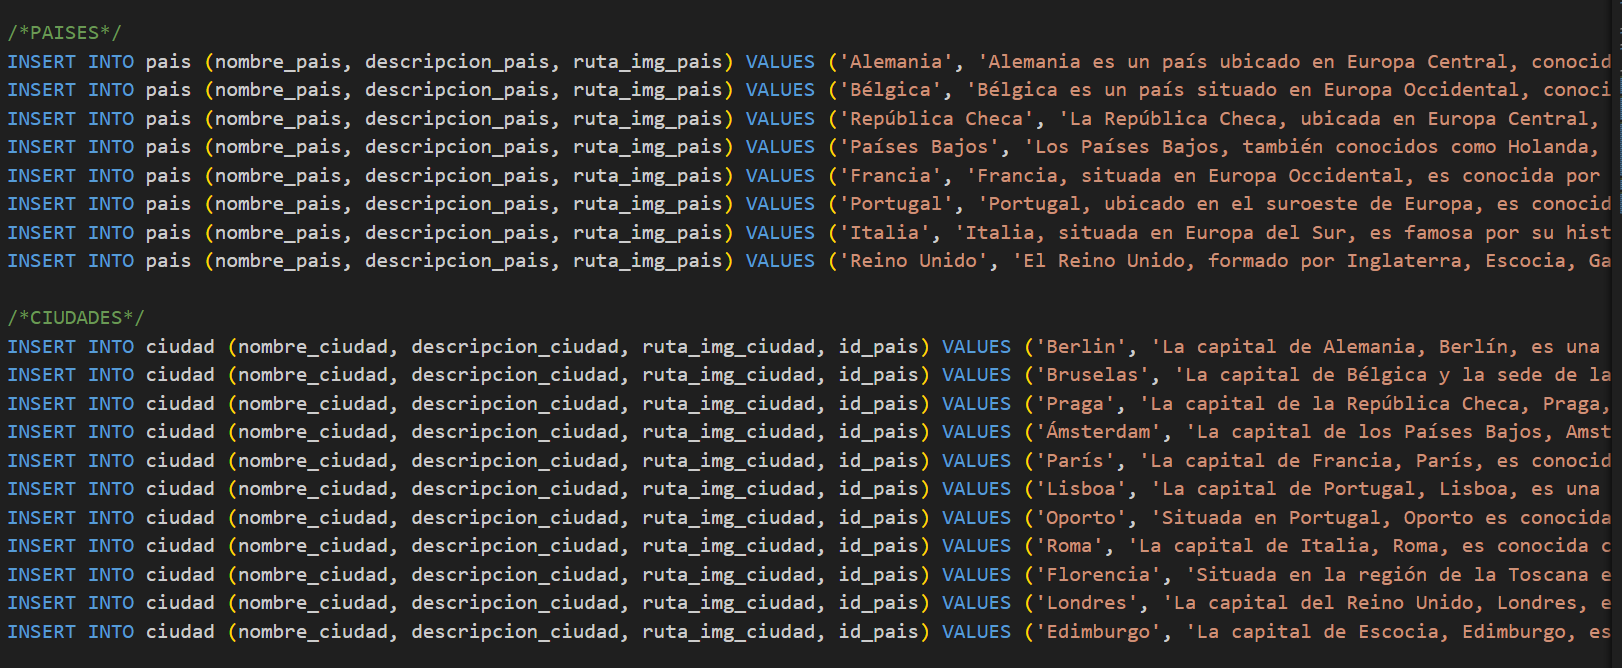 /*PAISES*/
INSERT INTO pais (nombre_pais, descripcion_pais, ruta_img_pais) VALUES ('Alemania', 'Alemania es un país ubicado en Europa Central, conocid
INSERT INTO pais (nombre_pais, descripcion_pais, ruta_img_pais) VALUES ('Bélgica', 'Bélgica es un país situado en Europa Occidental, conoci
INSERT INTO pais (nombre_pais, descripcion_pais, ruta_img_pais) VALUES ('República Checa', 'La República Checa, ubicada en Europa Central,
INSERT INTO pais (nombre_pais, descripcion_pais, ruta_img_pais) VALUES ('Países Bajos', 'Los Países Bajos, también conocidos como Holanda,
INSERT INTO pais (nombre_pais, descripcion_pais, ruta_img_pais) VALUES ('Francia', 'Francia, situada en Europa Occidental, es conocida por
INSERT INTO pais (nombre_pais, descripcion_pais, ruta_img_pais) VALUES ('Portugal', 'Portugal, ubicado en el suroeste de Europa, es conocid
INSERT INTO pais (nombre_pais, descripcion_pais, ruta_img_pais) VALUES ('Italia', 'Italia, situada en Europa del Sur, es famosa por su hist
INSERT INTO pais (nombre_pais, descripcion_pais, ruta_img_pais) VALUES ('Reino Unido', 'El Reino Unido, formado por Inglaterra, Escocia, Ga
/*CIUDADES*/
INSERT INTO ciudad (nombre_ciudad, descripcion_ciudad, ruta_img_ciudad, id_pais) VALUES ('Berlin', 'La capital de Alemania, Berlín, es una
INSERT INTO ciudad (nombre_ciudad, descripcion_ciudad, ruta_img_ciudad, id_pais) VALUES ('Bruselas', 'La capital de Bélgica y la sede de la
INSERT INTO ciudad (nombre_ciudad, descripcion_ciudad, ruta_img_ciudad, id_pais) VALUES ('Praga', 'La capital de la República Checa, Praga,
INSERT INTO ciudad (nombre_ciudad, descripcion_ciudad, ruta_img_ciudad, id_pais) VALUES ('Ámsterdam', 'La capital de los Países Bajos, Amst
INSERT INTO ciudad (nombre_ciudad, descripcion_ciudad, ruta_img_ciudad, id_pais) VALUES ('París', 'La capital de Francia, París, es conocid
INSERT INTO ciudad (nombre_ciudad, descripcion_ciudad, ruta_img_ciudad, id_pais) VALUES ('Lisboa', 'La capital de Portugal, Lisboa, es una
INSERT INTO ciudad (nombre_ciudad, descripcion_ciudad, ruta_img_ciudad, id_pais) VALUES ('Oporto', 'Situada en Portugal, Oporto es conocida
INSERT INTO ciudad (nombre_ciudad, descripcion_ciudad, ruta_img_ciudad, id_pais) VALUES ('Roma', 'La capital de Italia, Roma, es conocida c
INSERT INTO ciudad (nombre_ciudad, descripcion_ciudad, ruta_img_ciudad, id_pais) VALUES ('Florencia', 'Situada en la región de la Toscana e
INSERT INTO ciudad (nombre_ciudad, descripcion_ciudad, ruta_img_ciudad, id_pais) VALUES ('Londres', 'La capital del Reino Unido, Londres, e
INSERT INTO ciudad (nombre_ciudad, descripcion_ciudad, ruta_img_ciudad, id_pais) VALUES ('Edimburgo', 'La capital de Escocia, Edimburgo, es